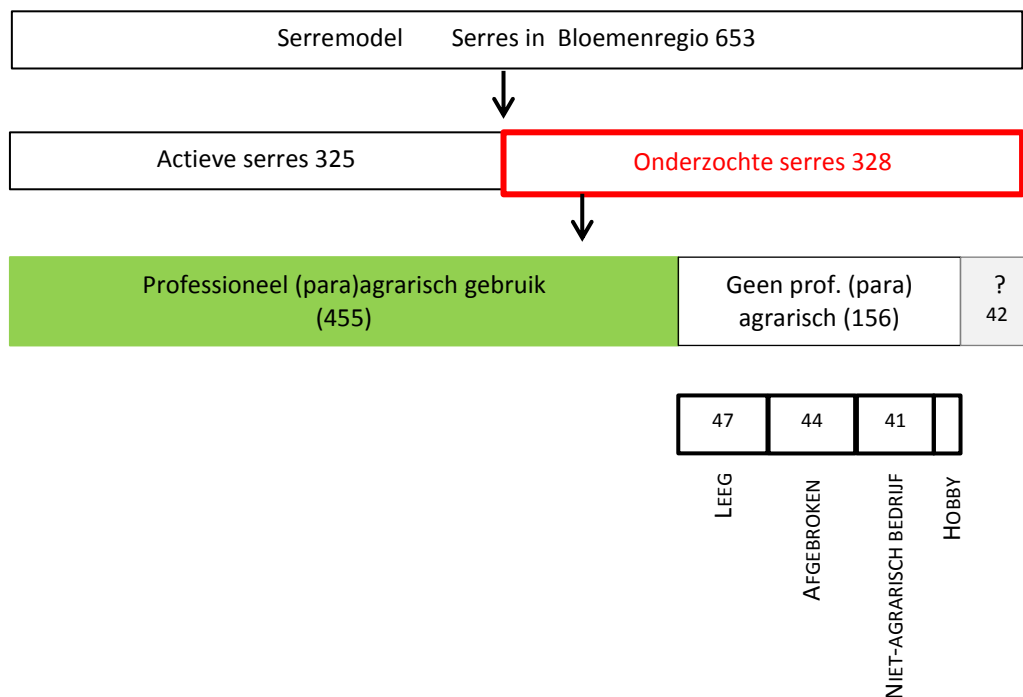 Serremodel Serres in Bloemenregio 653
Actieve serres 325
Onderzochte serres 328
Professioneel (para)agrarisch gebruik
(455)
Geen prof. (para)
agrarisch (156)
?
42
47
44
41
LEEG
AFGEBROKEN
NIET-AGRARISCH BEDRIJF
HOBBY